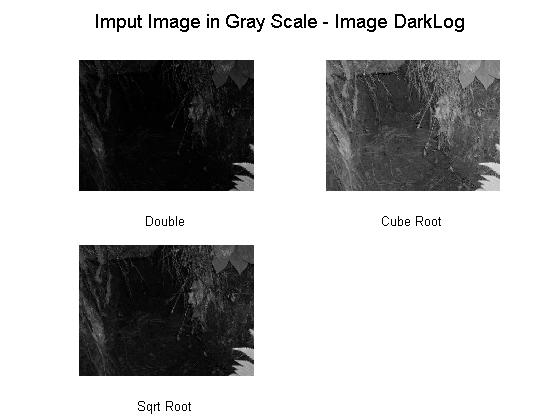 Imput Image in Gray Scale - Image DarkLog
Double
Cube Root
Sqrt Root